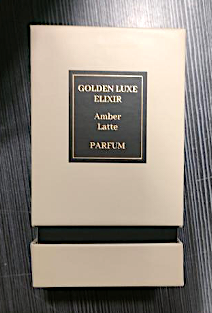 GOLDEN LUXE
ELIXIR
Amber
Latte
PARFUM